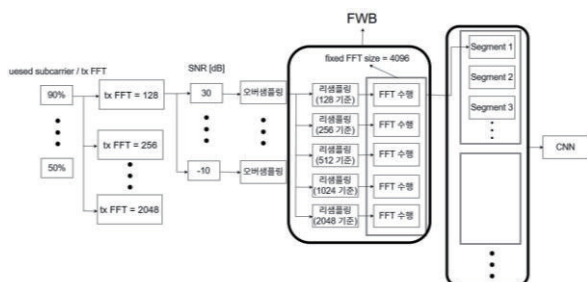 FWB
fixed FFT size = 4096
uesed subcarrier / tx FFT
SNR [dB]
90%
50%
tx FFT = 128
tx FFT = 256
tx FFT = 2048
30
-10
오버샘플링
오버샘플링
리샘플링
(128 기준)
FFT 수행
리샘플링
(256 기준)
FFT 수행
리샘플링
(512 기준)
FFT 수행
리샘플링
(1024 기준)
FFT 수행
리샘플링
(2048 기준)
FFT 수행
Segment 1
Segment 2
Segment 3
CNN